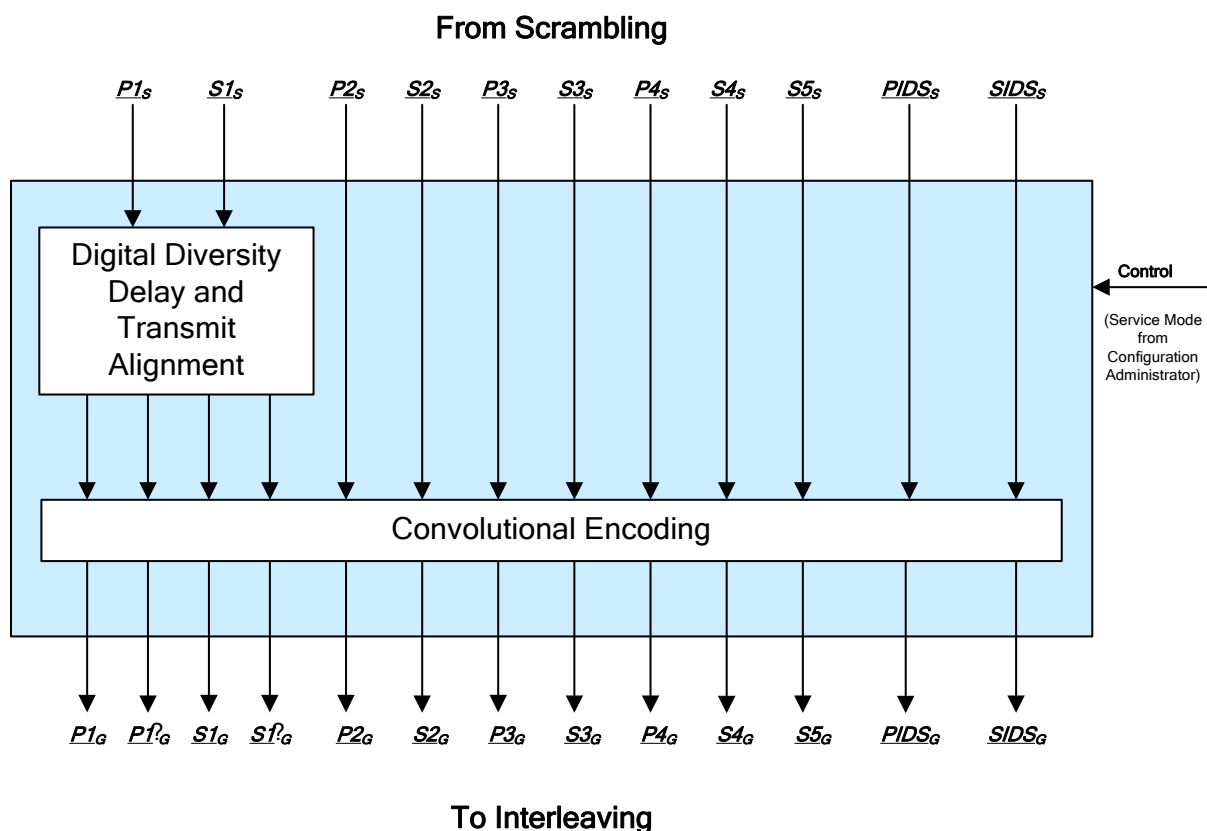 From Scrambling
P1S S1S P2S S2S P3S S3S P4S S4S S5S PIDSS SIDSS
Digital Diversity
Delay and
Transmit
Alignment
Control
(Service Mode
from
Configuration
Administrator)
Convolutional Encoding
P1G P1?G S1G S1?G P2G S2G P3G S3G P4G S4G S5G PIDSG SIDSG
To Interleaving